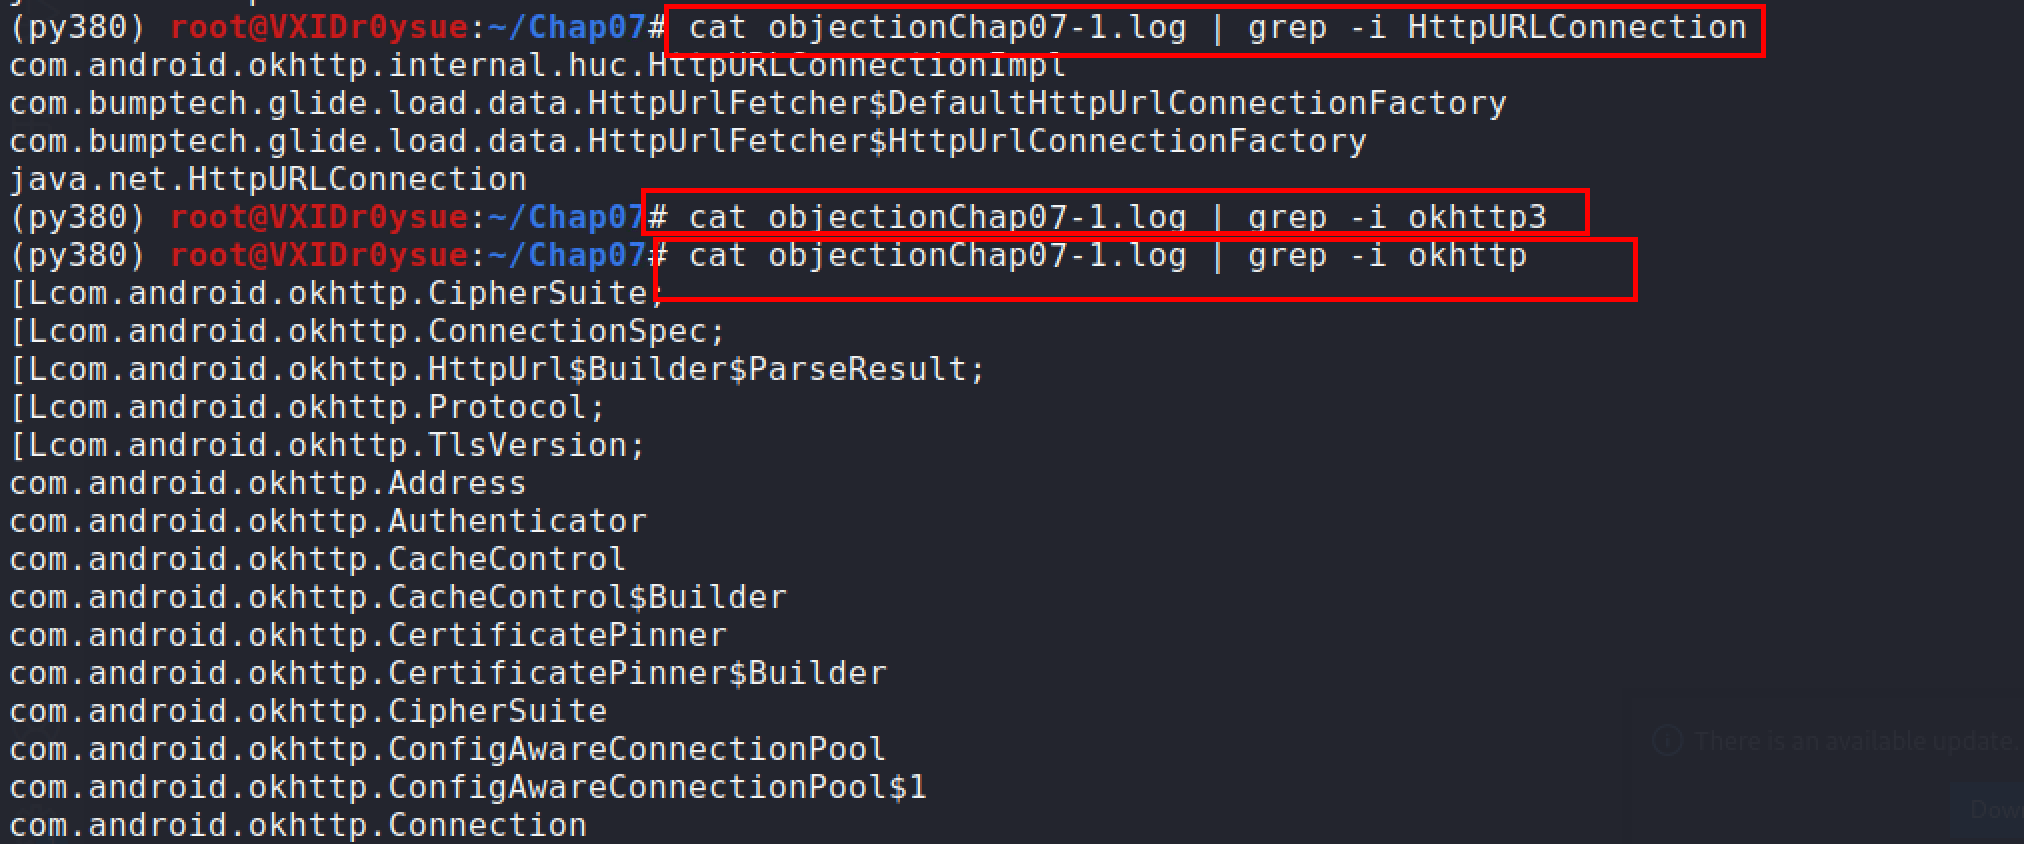 (py380) root@VXIDr0ysue:~/Chap07# cat objectionChap07-1.log | grep -i HttpURLConnection
com.android.okhttp.internal.huc.HttpURLConnectionImpl
com.bumptech.glide.load.data.HttpUrlFetcher$DefaultHttpUrlConnectionFactory
com.bumptech.glide.load.data.HttpUrlFetcher$HttpUrlConnectionFactory
java.net.HttpURLConnection
(py380) root@VXIDr0ysue:~/Chap07# cat objectionChap07-1.log | grep -i okhttp3
(py380) root@VXIDr0ysue:~/Chap07# cat objectionChap07-1.log | grep -i okhttp
[Lcom.android.okhttp.CipherSuite;
[Lcom.android.okhttp.ConnectionSpec;
[Lcom.android.okhttp.HttpUrl$Builder$ParseResult;
[Lcom.android.okhttp.Protocol;
[Lcom.android.okhttp.TlsVersion;
com.android.okhttp.Address
com.android.okhttp.Authenticator
com.android.okhttp.CacheControl
com.android.okhttp.CacheControl$Builder
com.android.okhttp.CertificatePinner
com.android.okhttp.CertificatePinner$Builder
com.android.okhttp.CipherSuite
com.android.okhttp.ConfigAwareConnectionPool
com.android.okhttp.ConfigAwareConnectionPool$1
com.android.okhttp.Connection
There is an available update.